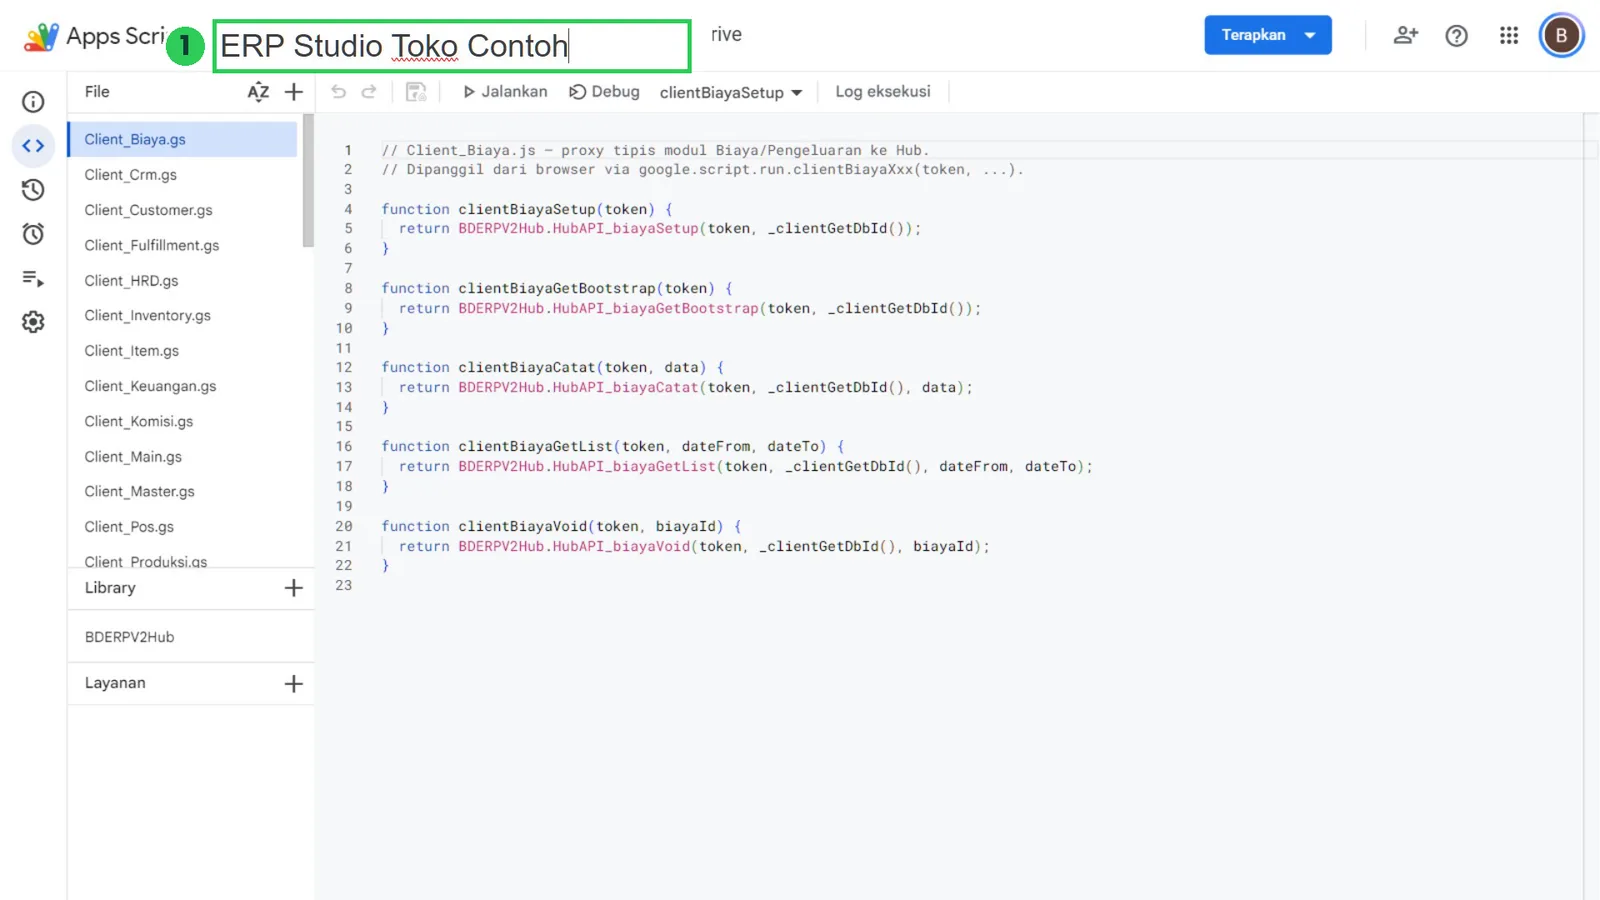 Apps Scri
1
ERP Studio Toko Contoh
rive
Terapkan
B
File
AZ
Jalankan
Debug
clientBiayaSetup
Log eksekusi
Client_Biaya.gs
Client_Crm.gs
Client_Customer.gs
Client_Fulfillment.gs
Client_HRD.gs
Client_Inventory.gs
Client_Item.gs
Client_Keuangan.gs
Client_Komisi.gs
Client_Main.gs
Client_Master.gs
Client_Pos.gs
Client_Produksi.gs
Library
BDERPV2Hub
Layanan
1 // Client_Biaya.js — proxy tipis modul Biaya/Pengeluaran ke Hub.
2 // Dipanggil dari browser via google.script.run.clientBiayaXxx(token, ...).
3
4 function clientBiayaSetup(token) {
5 return BDERPV2Hub.HubAPI_biayaSetup(token, _clientGetDbId());
6 }
7
8 function clientBiayaGetBootstrap(token) {
9 return BDERPV2Hub.HubAPI_biayaGetBootstrap(token, _clientGetDbId());
10 }
11
12 function clientBiayaCatat(token, data) {
13 return BDERPV2Hub.HubAPI_biayaCatat(token, _clientGetDbId(), data);
14 }
15
16 function clientBiayaGetList(token, dateFrom, dateTo) {
17 return BDERPV2Hub.HubAPI_biayaGetList(token, _clientGetDbId(), dateFrom, dateTo);
18 }
19
20 function clientBiayaVoid(token, biayaId) {
21 return BDERPV2Hub.HubAPI_biayaVoid(token, _clientGetDbId(), biayaId);
22 }
23